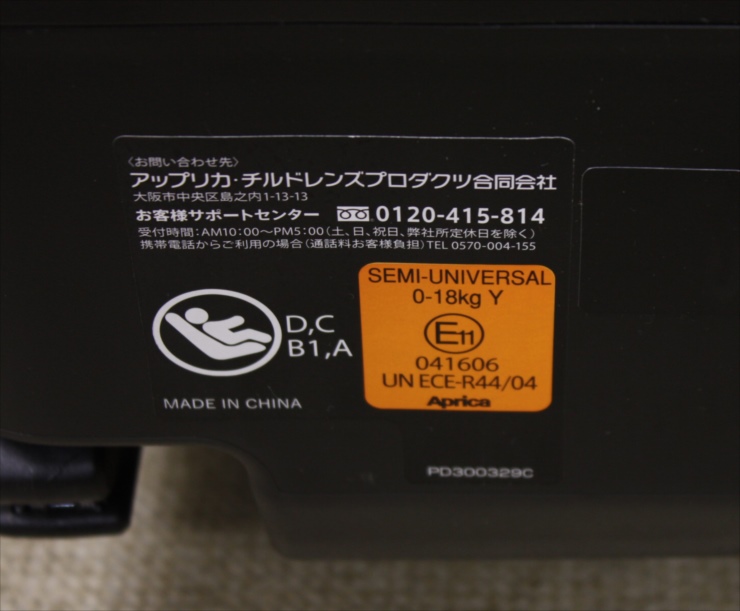 〈お問い合わせ先〉
アップリカ・チルドレンズプロダクツ合同会社
大阪市中央区島之内1-13-13
お客様サポートセンター 0120-415-814
受付時間:AM10:00〜PM5:00(土、日、祝日、弊社所定休日を除く)
携帯電話からご利用の場合(通話料お客様負担)TEL 0570-004-155
SEMI-UNIVERSAL
0-18kg Y
E11
041606
UN ECE-R44/04
Aprica
D,C
B1,A
MADE IN CHINA
PD300329C